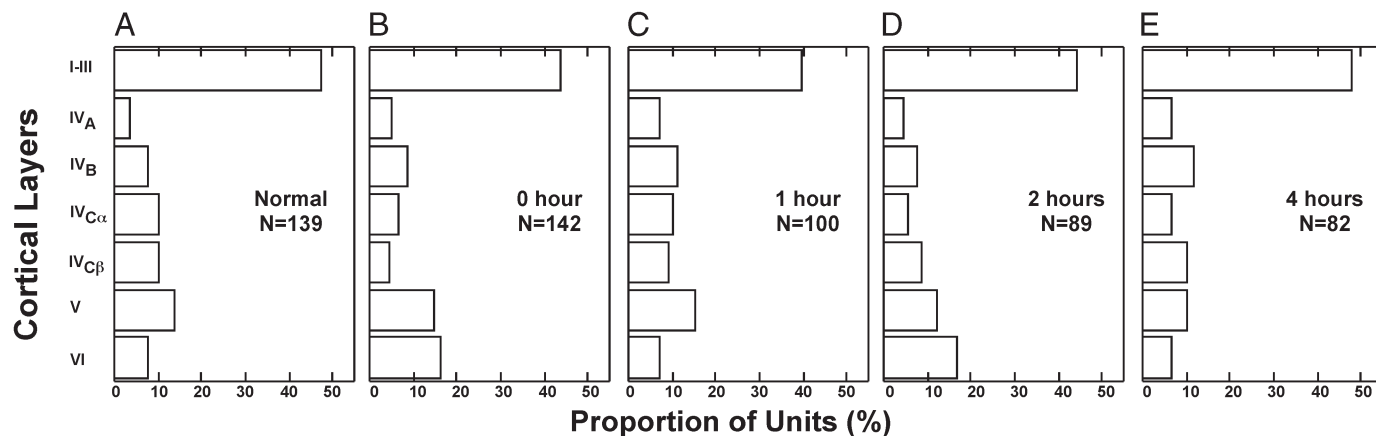 A B C D E
Cortical Layers
I-III
IVA
IVB
IVCα
IVCβ
V
VI
Normal
N=139
0 hour
N=142
1 hour
N=100
2 hours
N=89
4 hours
N=82
0 10 20 30 40 50 0 10 20 30 40 50 0 10 20 30 40 50 0 10 20 30 40 50 0 10 20 30 40 50
Proportion of Units (%)